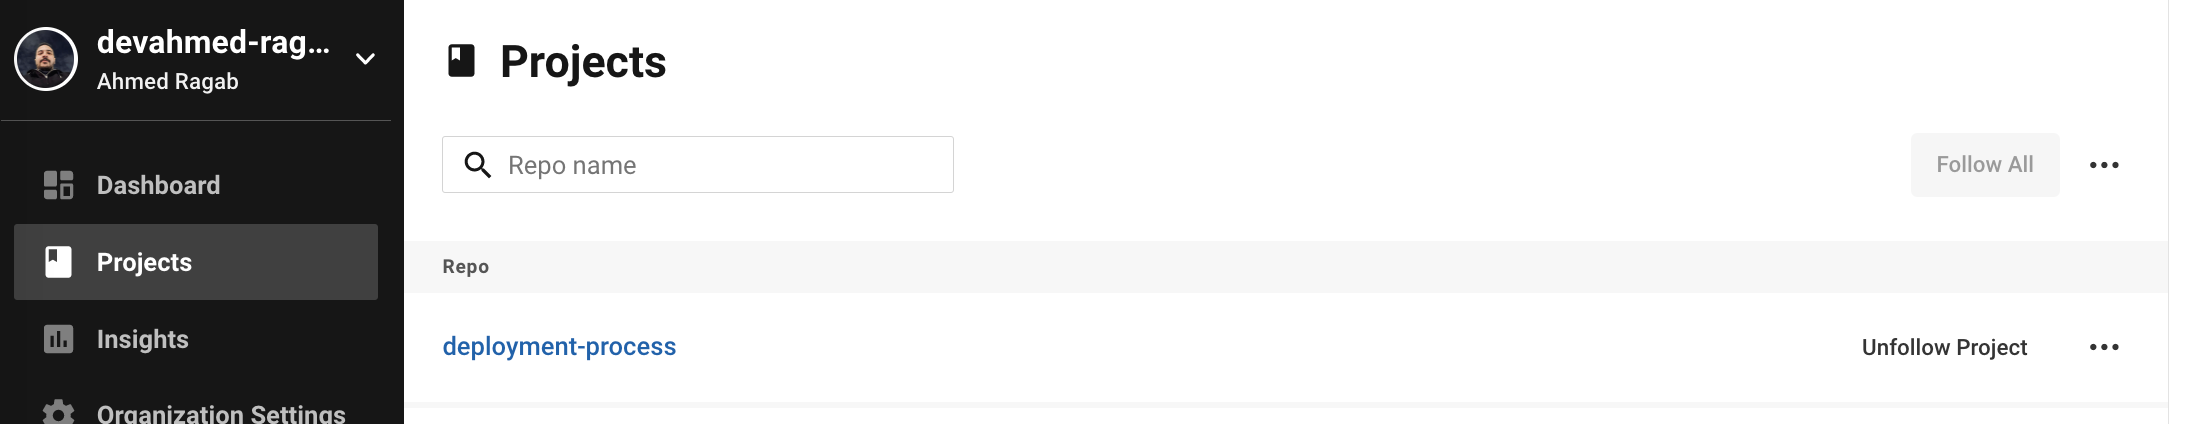 devahmed-rag...
Ahmed Ragab
Dashboard
Projects
Insights
Organization Settings
Projects
Repo name
Follow All
Repo
deployment-process
Unfollow Project